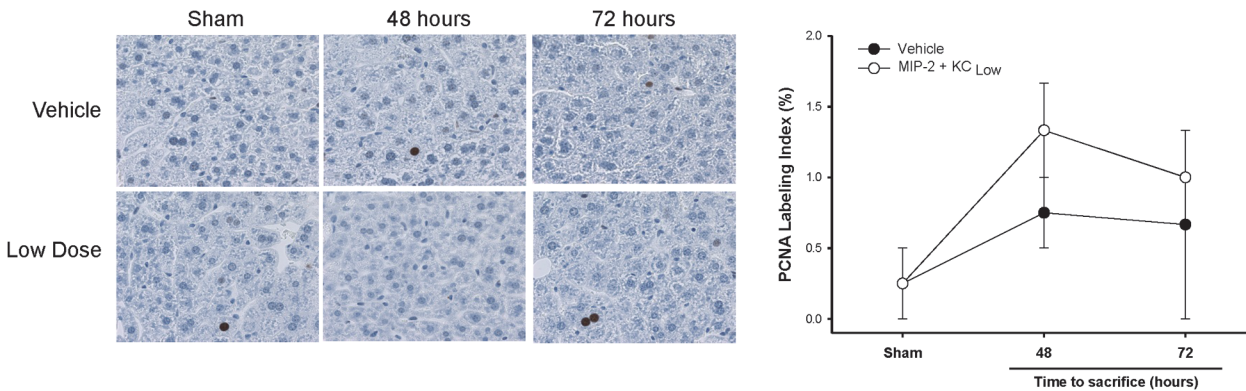 Sham
48 hours
72 hours
Vehicle
Low Dose
PCNA Labeling Index (%)
2.0
1.5
1.0
0.5
0.0
Vehicle
MIP-2 + KC Low
Sham
48
72
Time to sacrifice (hours)